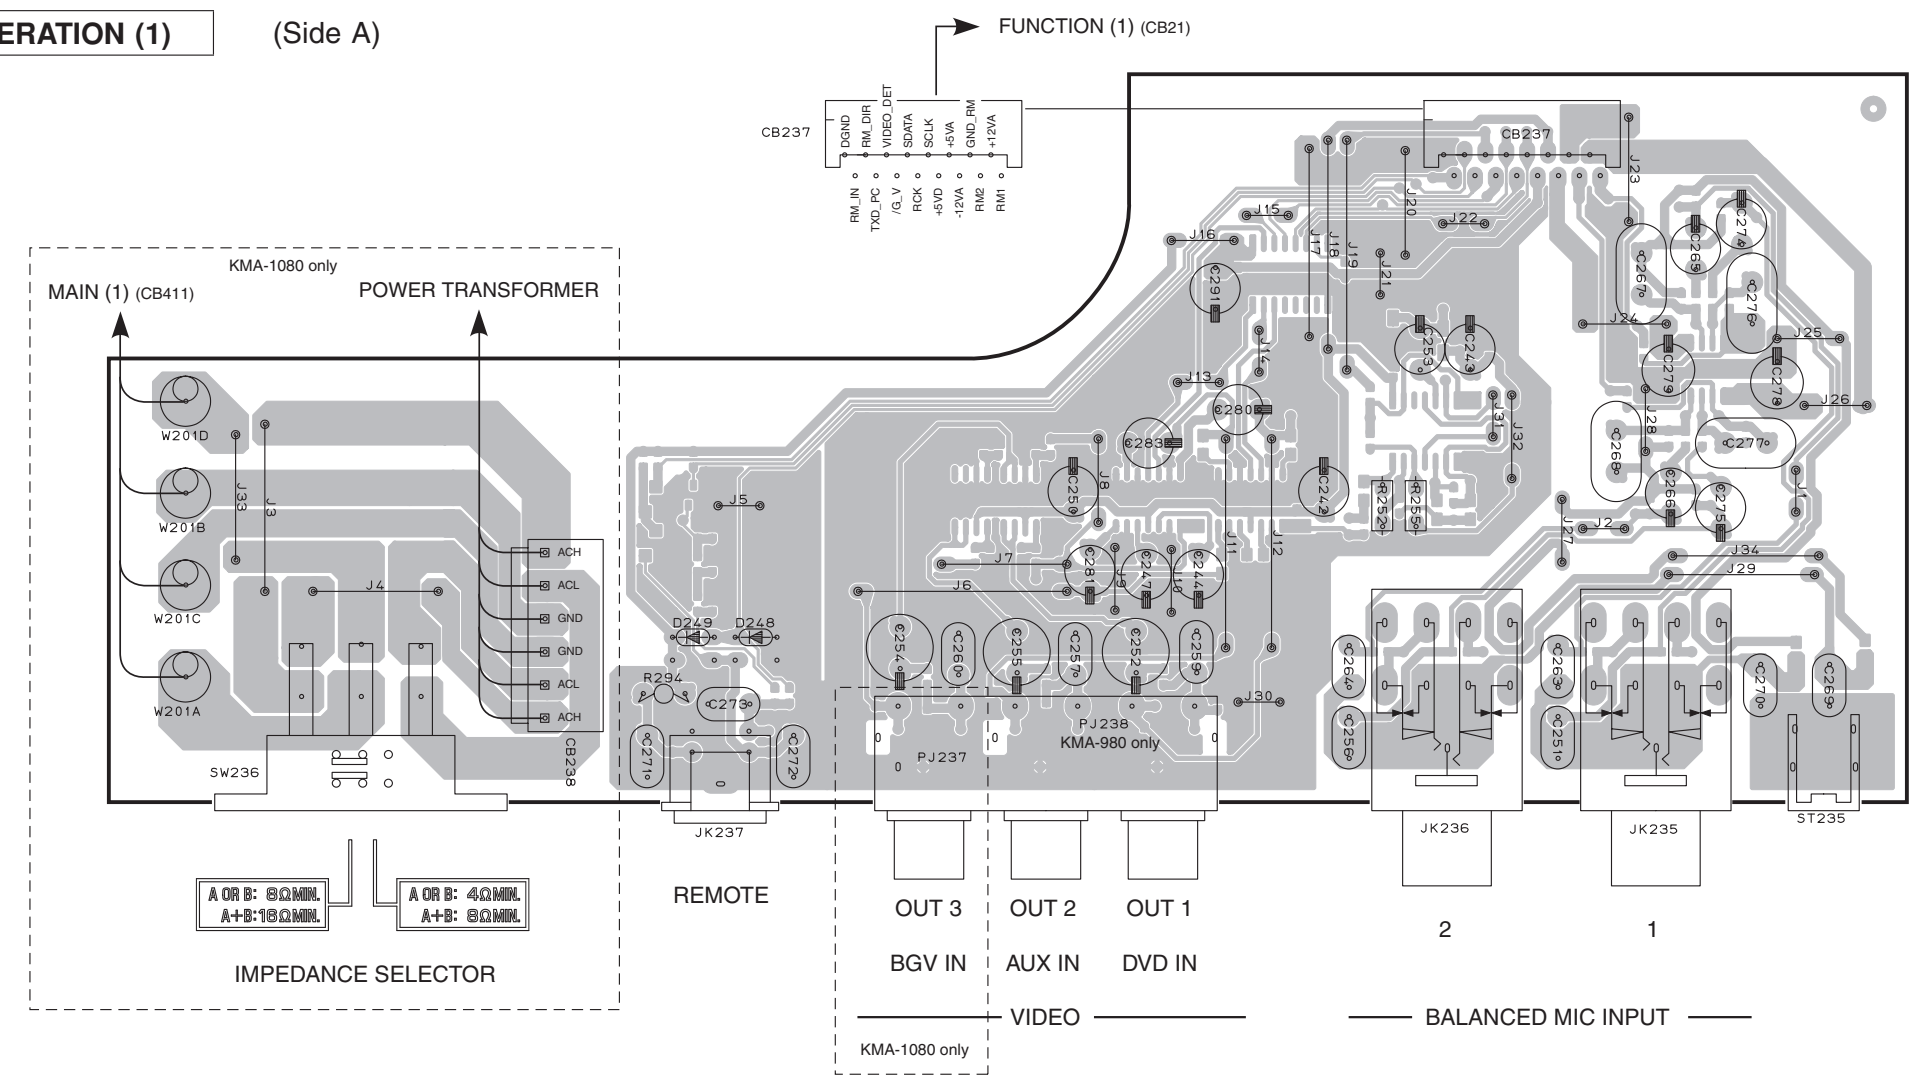 ERATION (1)
(Side A)
FUNCTION (1) (CB21)
CB237
DGND
RM_DIR
VIDEO_DET
SDATA
SCLK
+5VA
GND_RM
+12VA
RM_IN
TXD_PC
/G_V
RCK
+5VD
-12VA
RM2
RM1
CB237
J23
J20
J22
J15
J16
J17
J18
J19
J21
C291
C267
C265
C276
J24
J25
C253
C243
C279
C278
J14
J13
C280
J26
J28
J31
J32
C283
C268
C277
KMA-1080 only
MAIN (1) (CB411)
POWER TRANSFORMER
W201D
W201B
W201C
W201A
J33
J3
J4
ACH
ACL
GND
GND
ACL
ACH
CB238
SW236
J5
J8
C242
R252
R255
C266
C275
J1
J2
J27
J34
J29
J7
J6
C281
J9
C247
J10
C244
J11
J12
D249
D248
C254
C260
C255
C257
C252
C259
C264
C263
C270
C269
R294
C273
J30
C271
C272
C256
C251
PJ237
PJ238
KMA-980 only
JK237
JK236
JK235
ST235
A OR B: 8ΩMIN.
A+B:16ΩMIN.
A OR B: 4ΩMIN.
A+B: 8ΩMIN.
IMPEDANCE SELECTOR
REMOTE
OUT 3
OUT 2
OUT 1
BGV IN
AUX IN
DVD IN
VIDEO
KMA-1080 only
2
1
BALANCED MIC INPUT